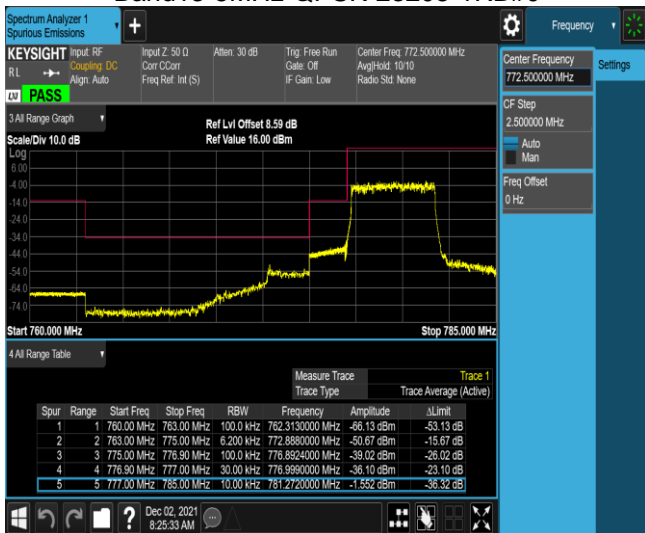 Spectrum Analyzer 1
Spurious Emissions
Frequency
KEYSIGHT
Input: RF
Input Z: 50 Ω
Atten: 30 dB
Trig: Free Run
Center Freq: 772.500000 MHz
RL
Coupling: DC
Corr CCorr
Gate: Off
Avg|Hold: 10/10
Align: Auto
Freq Ref: Int (S)
IF Gain: Low
Radio Std: None
LXI
PASS
Center Frequency
772.500000 MHz
Settings
CF Step
2.500000 MHz
Auto
Man
Freq Offset
0 Hz
3 All Range Graph
Ref Lvl Offset 8.59 dB
Scale/Div 10.0 dB
Ref Value 16.00 dBm
Log
6.00
-4.00
-14.0
-24.0
-34.0
-44.0
-54.0
-64.0
-74.0
Start 760.000 MHz
Stop 785.000 MHz
4 All Range Table
Measure Trace Trace 1
Trace Type Trace Average (Active)
Spur Range Start Freq Stop Freq RBW Frequency Amplitude ΔLimit
1 1 760.00 MHz 763.00 MHz 100.0 kHz 762.3130000 MHz -66.13 dBm -53.13 dB
2 2 763.00 MHz 775.00 MHz 6.200 kHz 772.8880000 MHz -50.67 dBm -15.67 dB
3 3 775.00 MHz 776.90 MHz 100.0 kHz 776.8924000 MHz -39.02 dBm -26.02 dB
4 4 776.90 MHz 777.00 MHz 30.00 kHz 776.9990000 MHz -36.10 dBm -23.10 dB
5 5 777.00 MHz 785.00 MHz 10.00 kHz 781.2720000 MHz -1.552 dBm -36.32 dB
?
Dec 02, 2021
8:25:33 AM